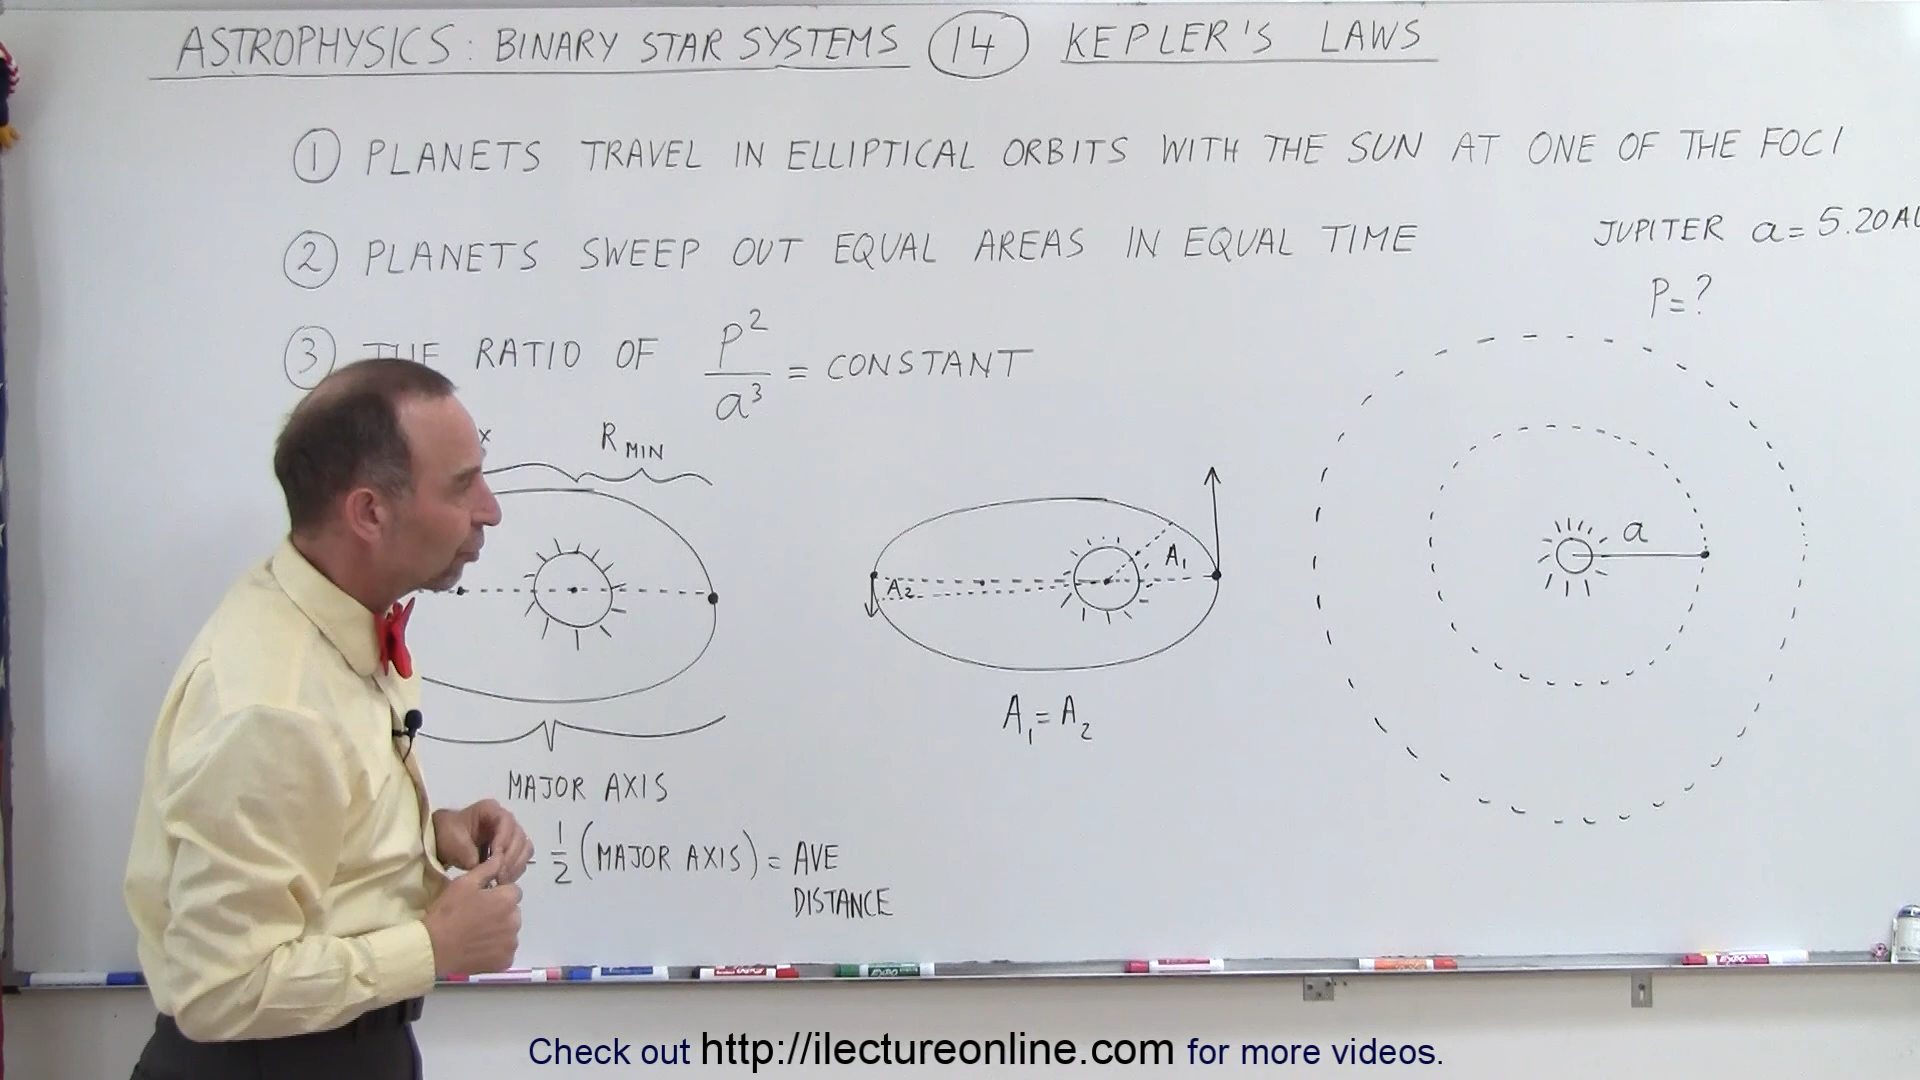 ASTROPHYSICS: BINARY STAR SYSTEMS 14 KEPLER'S LAWS
1 PLANETS TRAVEL IN ELLIPTICAL ORBITS WITH THE SUN AT ONE OF THE FOCI
2 PLANETS SWEEP OUT EQUAL AREAS IN EQUAL TIME
JUPITER a = 5.20 AU
P = ?
3 THE RATIO OF P²/a³ = CONSTANT
R MIN
a
A₁
A₂
A₁ = A₂
MAJOR AXIS
1/2 (MAJOR AXIS) = AVE
DISTANCE
EXPO
Check out http://ilectureonline.com for more videos.